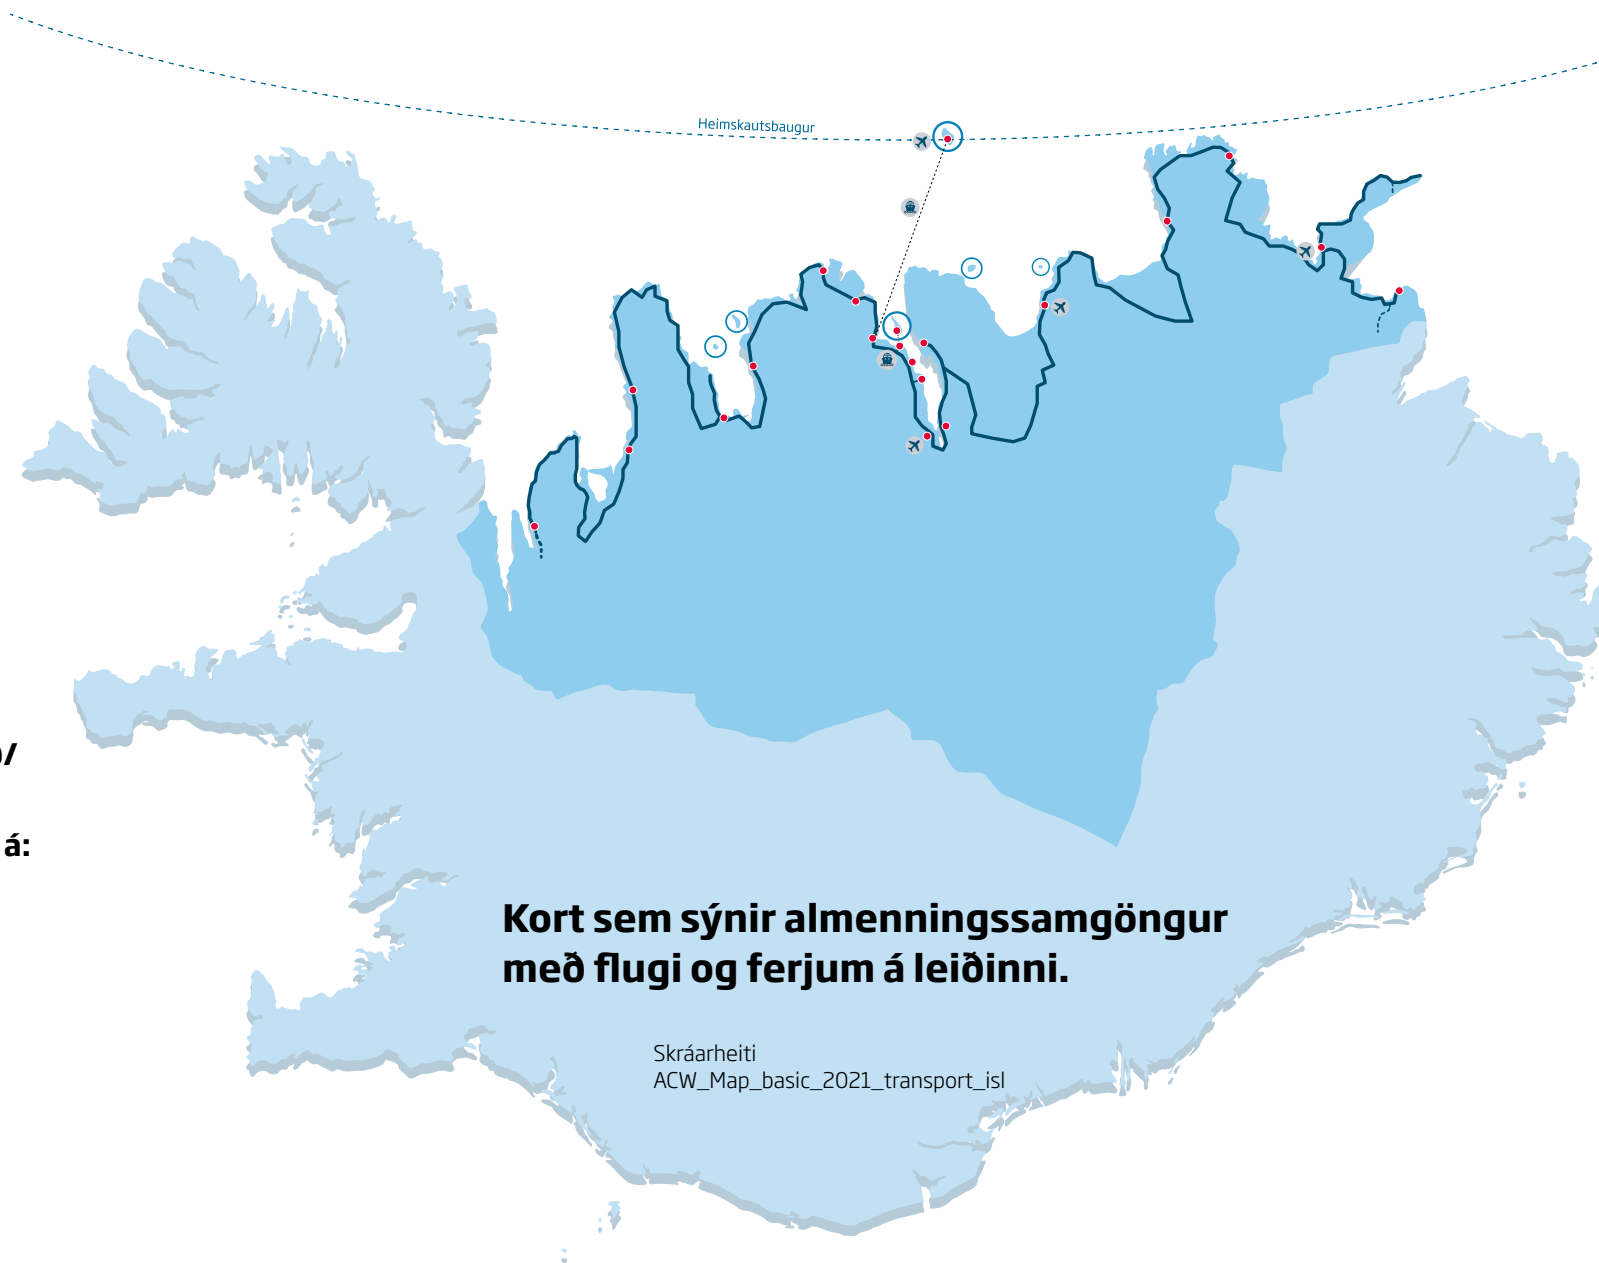 Heimskautsbaugur
á:
Kort sem sýnir almenningssamgöngur
með flugi og ferjum á leiðinni.
Skráarheiti
ACW_Map_basic_2021_transport_isl